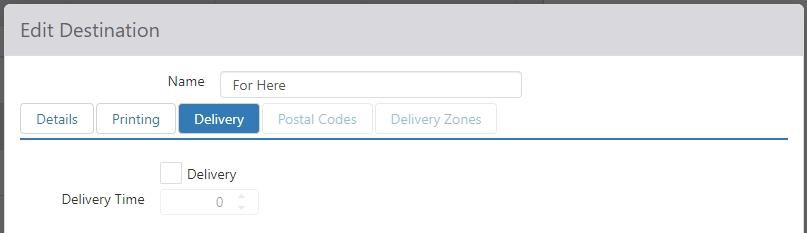 Edit Destination
Name For Here
Details Printing Delivery Postal Codes Delivery Zones
Delivery
Delivery Time 0